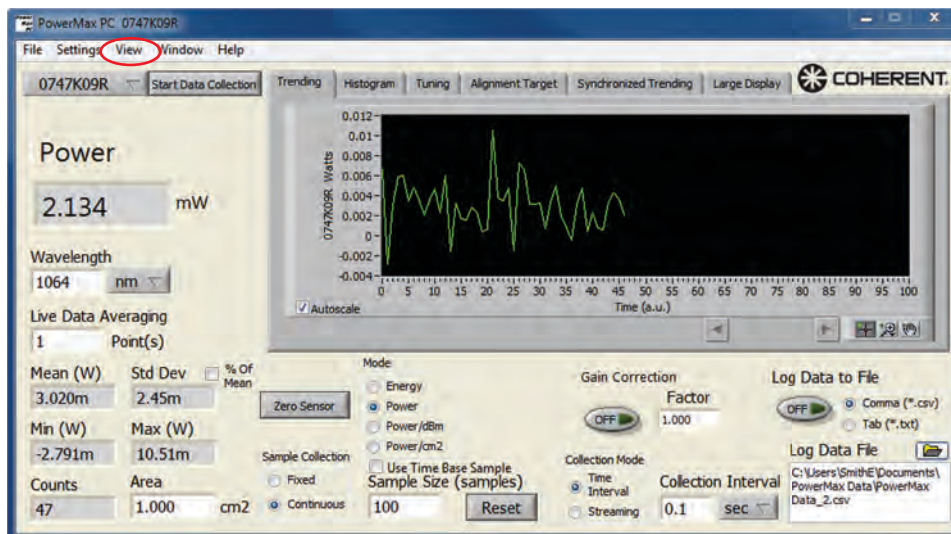 PowerMax PC 0747K09R
File Settings View Window Help
0747K09R Start Data Collection
Trending Histogram Tuning Alignment Target Synchronized Trending Large Display
COHERENT.
Power
2.134 mW
Wavelength
1064 nm
Live Data Averaging
1 Point(s)
0747K09R Watts
0.012
0.01
0.008
0.006
0.004
0.002
0
-0.002
-0.004
0 5 10 15 20 25 30 35 40 45 50 55 60 65 70 75 80 85 90 95 100
Time (a.u.)
Autoscale
Mean (W) Std Dev % Of Mean
3.020m 2.45m
Min (W) Max (W)
-2.791m 10.51m
Counts Area
47 1.000 cm2
Zero Sensor
Sample Collection
Fixed
Continuous
Mode
Energy
Power
Power/dBm
Power/cm2
Use Time Base Sample
Sample Size (samples)
100 Reset
Gain Correction
Factor
OFF 1.000
Collection Mode
Time Interval
Streaming
Collection Interval
0.1 sec
Log Data to File
OFF
Comma (*.csv)
Tab (*.txt)
Log Data File
C:\Users\SmithE\Documents\
PowerMax Data\PowerMax
Data_2.csv